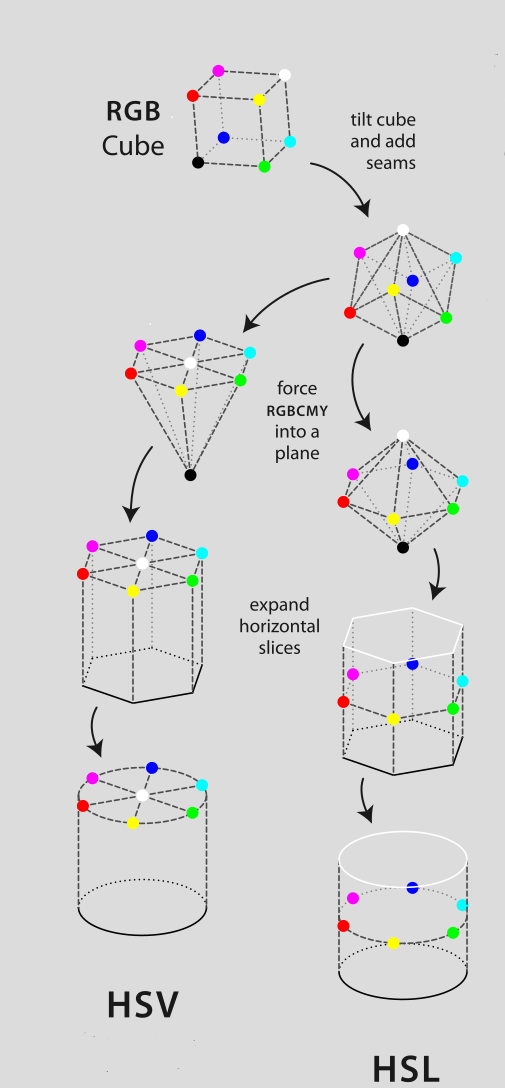 RGB
Cube
tilt cube
and add
seams
force
RGBCMY
into a
plane
expand
horizontal
slices
HSV
HSL